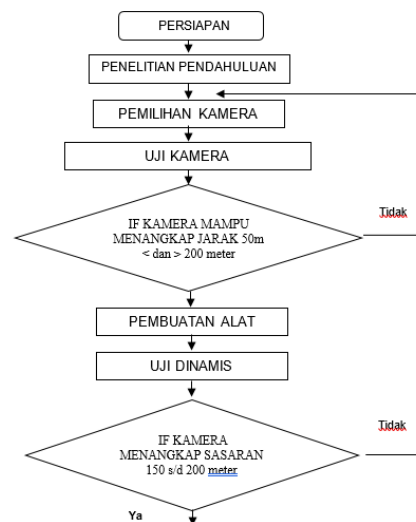 PERSIAPAN
PENELITIAN PENDAHULUAN
PEMILIHAN KAMERA
UJI KAMERA
IF KAMERA MAMPU
MENANGKAP JARAK 50m
< dan > 200 meter
Tidak
PEMBUATAN ALAT
UJI DINAMIS
IF KAMERA
MENANGKAP SASARAN
150 s/d 200 meter
Tidak
Ya